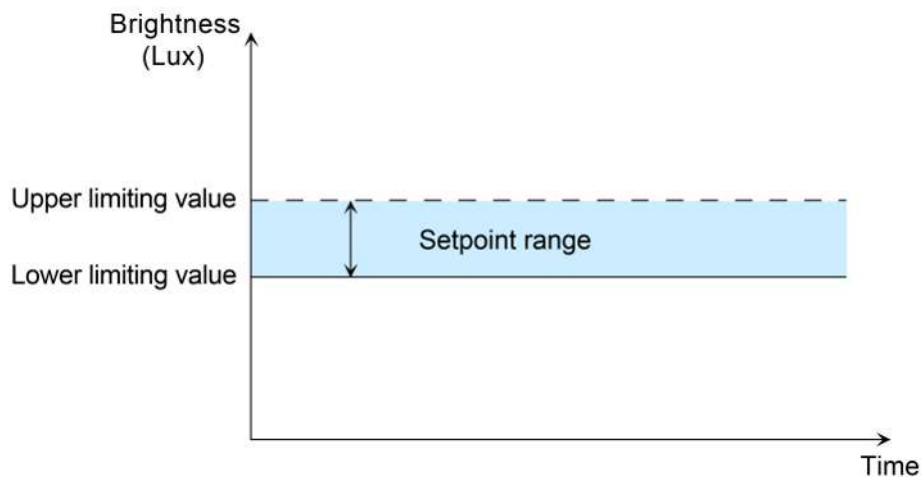 Brightness
(Lux)
Upper limiting value
Setpoint range
Lower limiting value
Time